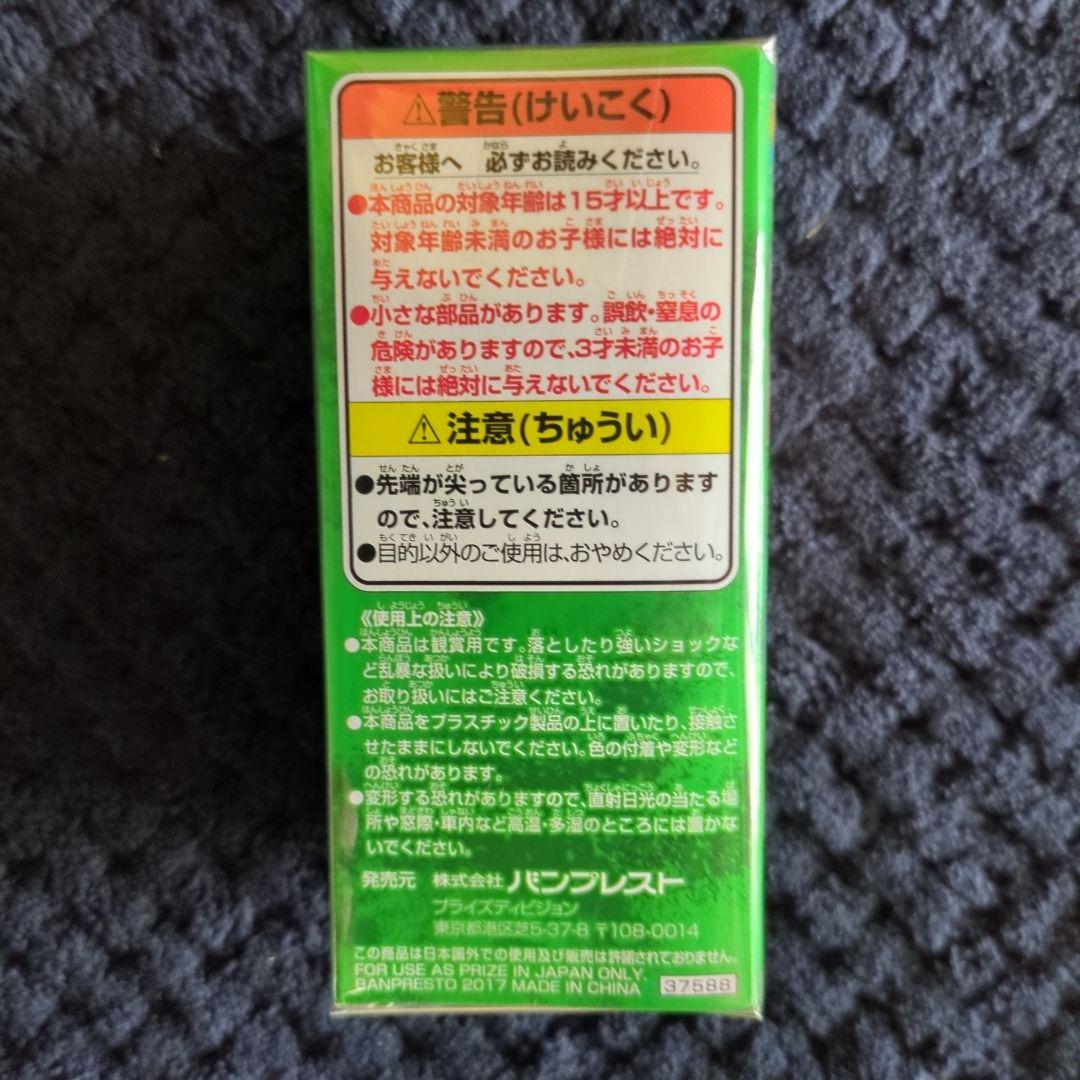 ⚠警告(けいこく)
お客様へ 必ずお読みください。
●本商品の対象年齢は15才以上です。
対象年齢未満のお子様には絶対に
与えないでください。
●小さな部品があります。誤飲・窒息の
危険がありますので、3才未満のお子
様には絶対に与えないでください。
⚠注意(ちゅうい)
●先端が尖っている箇所があります
ので、注意してください。
●目的以外のご使用は、おやめください。
《使用上の注意》
●本商品は観賞用です。落としたり強いショックな
ど乱暴な扱いにより破損する恐れがありますので、
お取り扱いにはご注意ください。
●本商品をプラスチック製品の上に置いたり、接触さ
せたままにしないでください。色の付着や変形など
の恐れがあります。
●変形する恐れがありますので、直射日光の当たる場
所や窓際・車内など高温・多湿のところには置かな
いでください。
発売元 株式会社 バンプレスト
プライズディビジョン
東京都港区芝5-37-8 〒108-0014
この商品は日本国外での使用及び販売は許諾されておりません。
FOR USE AS PRIZE IN JAPAN ONLY.
BANPRESTO 2017 MADE IN CHINA 37588